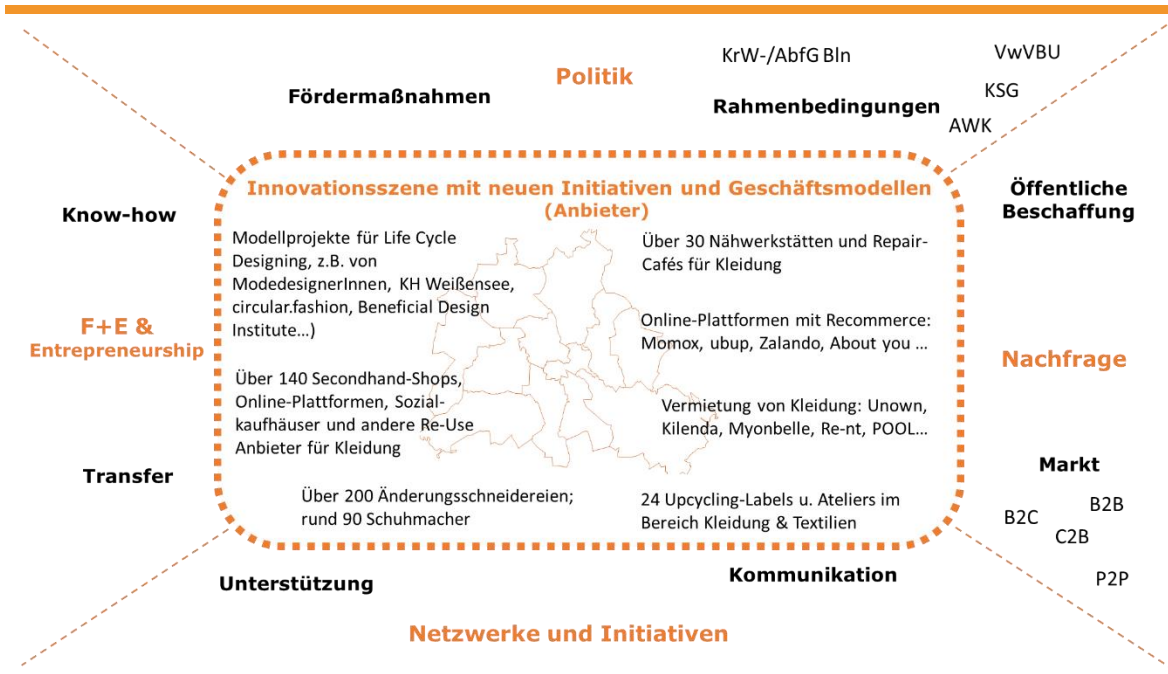 KrW-/AbfG Bln
VwVBU
Politik
Fördermaßnahmen
KSG
Rahmenbedingungen
AWK
Innovationsszene mit neuen Initiativen und Geschäftsmodellen
(Anbieter)
Know-how
Öffentliche
Beschaffung
Modellprojekte für Life Cycle
Designing, z.B. von
ModedesignerInnen, KH Weißensee,
circular.fashion, Beneficial Design
Institute…)
Über 30 Nähwerkstätten und Repair-
Cafés für Kleidung
F+E &
Entrepreneurship
Online-Plattformen mit Recommerce:
Momox, ubup, Zalando, About you …
Nachfrage
Über 140 Secondhand-Shops,
Online-Plattformen, Sozial-
kaufhäuser und andere Re-Use
Anbieter für Kleidung
Vermietung von Kleidung: Unown,
Kilenda, Myonbelle, Re-nt, POOL…
Transfer
Markt
Über 200 Änderungsschneidereien;
rund 90 Schuhmacher
24 Upcycling-Labels u. Ateliers im
Bereich Kleidung & Textilien
B2B
B2C
C2B
P2P
Unterstützung
Kommunikation
Netzwerke und Initiativen